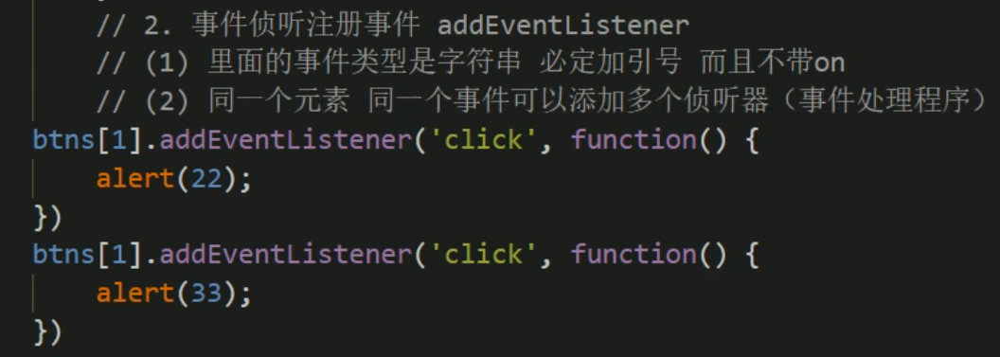 // 2. 事件侦听注册事件 addEventListener
// (1) 里面的事件类型是字符串 必定加引号 而且不带on
// (2) 同一个元素 同一个事件可以添加多个侦听器（事件处理程序）
btns[1].addEventListener('click', function() {
    alert(22);
})
btns[1].addEventListener('click', function() {
    alert(33);
})